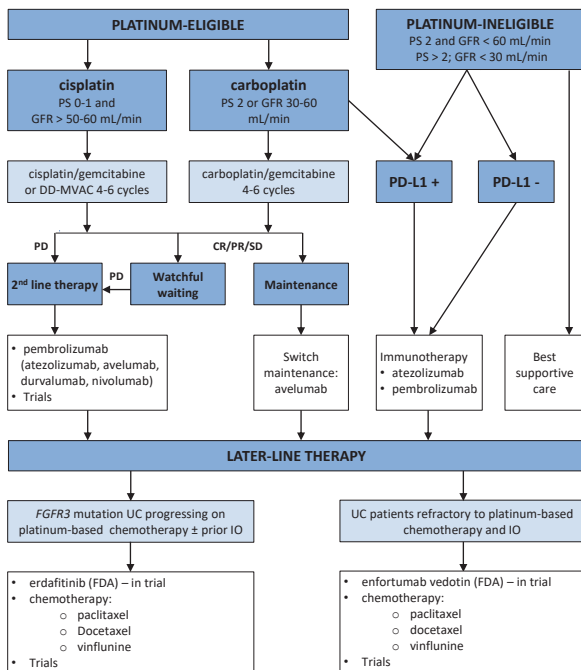 PLATINUM-ELIGIBLE
PLATINUM-INELIGIBLE
PS 2 and GFR < 60 mL/min
PS > 2; GFR < 30 mL/min
cisplatin
PS 0-1 and
GFR > 50-60 mL/min
carboplatin
PS 2 or GFR 30-60
mL/min
cisplatin/gemcitabine
or DD-MVAC 4-6 cycles
carboplatin/gemcitabine
4-6 cycles
PD-L1 +
PD-L1 -
PD
CR/PR/SD
2nd line therapy
PD
Watchful
waiting
Maintenance
• pembrolizumab
(atezolizumab, avelumab,
durvalumab, nivolumab)
• Trials
Switch
maintenance:
avelumab
Immunotherapy
• atezolizumab
• pembrolizumab
Best
supportive
care
LATER-LINE THERAPY
FGFR3 mutation UC progressing on
platinum-based chemotherapy ± prior IO
UC patients refractory to platinum-based
chemotherapy and IO
• erdafitinib (FDA) – in trial
• chemotherapy:
o paclitaxel
o Docetaxel
o vinflunine
• Trials
• enfortumab vedotin (FDA) – in trial
• chemotherapy:
o paclitaxel
o docetaxel
o vinflunine
• Trials